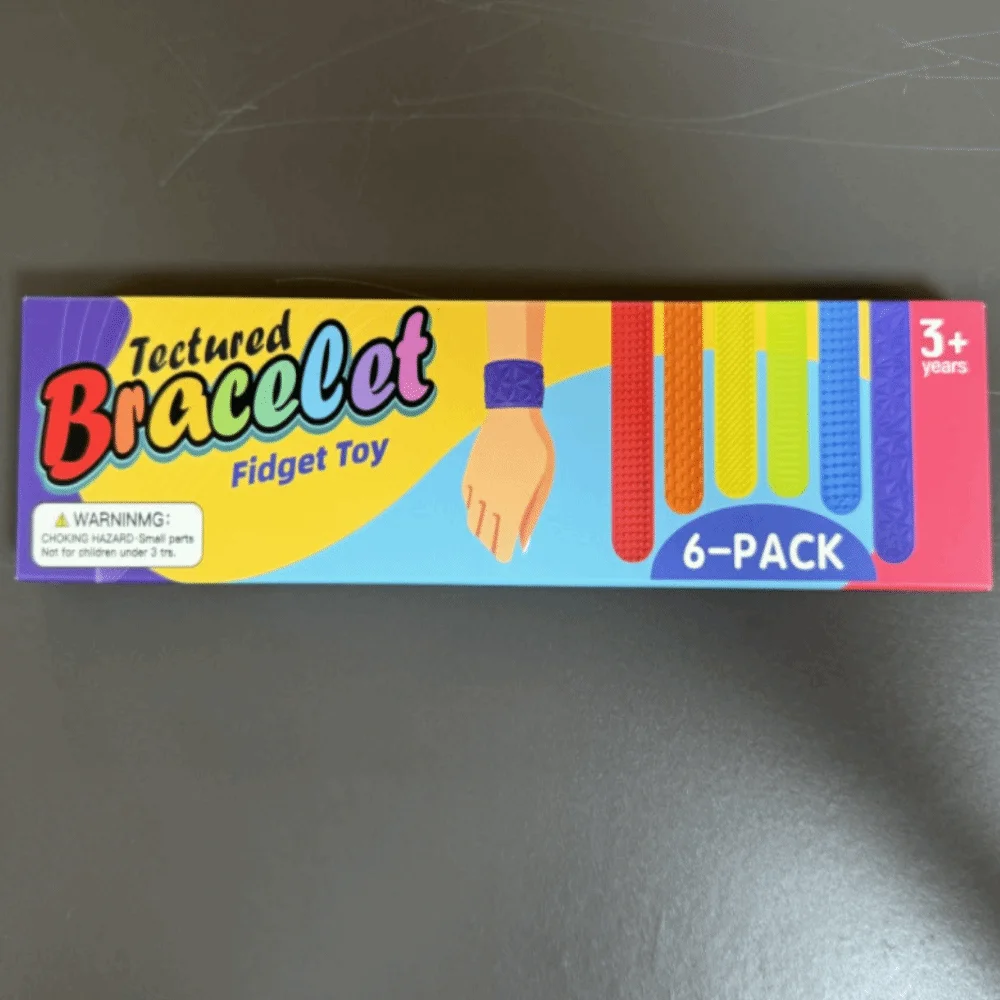 Tectured
Bracelet
Fidget Toy
WARNINMG:
CHOKING HAZARD-Small parts
Not for children under 3 trs.
6-PACK
3+
years